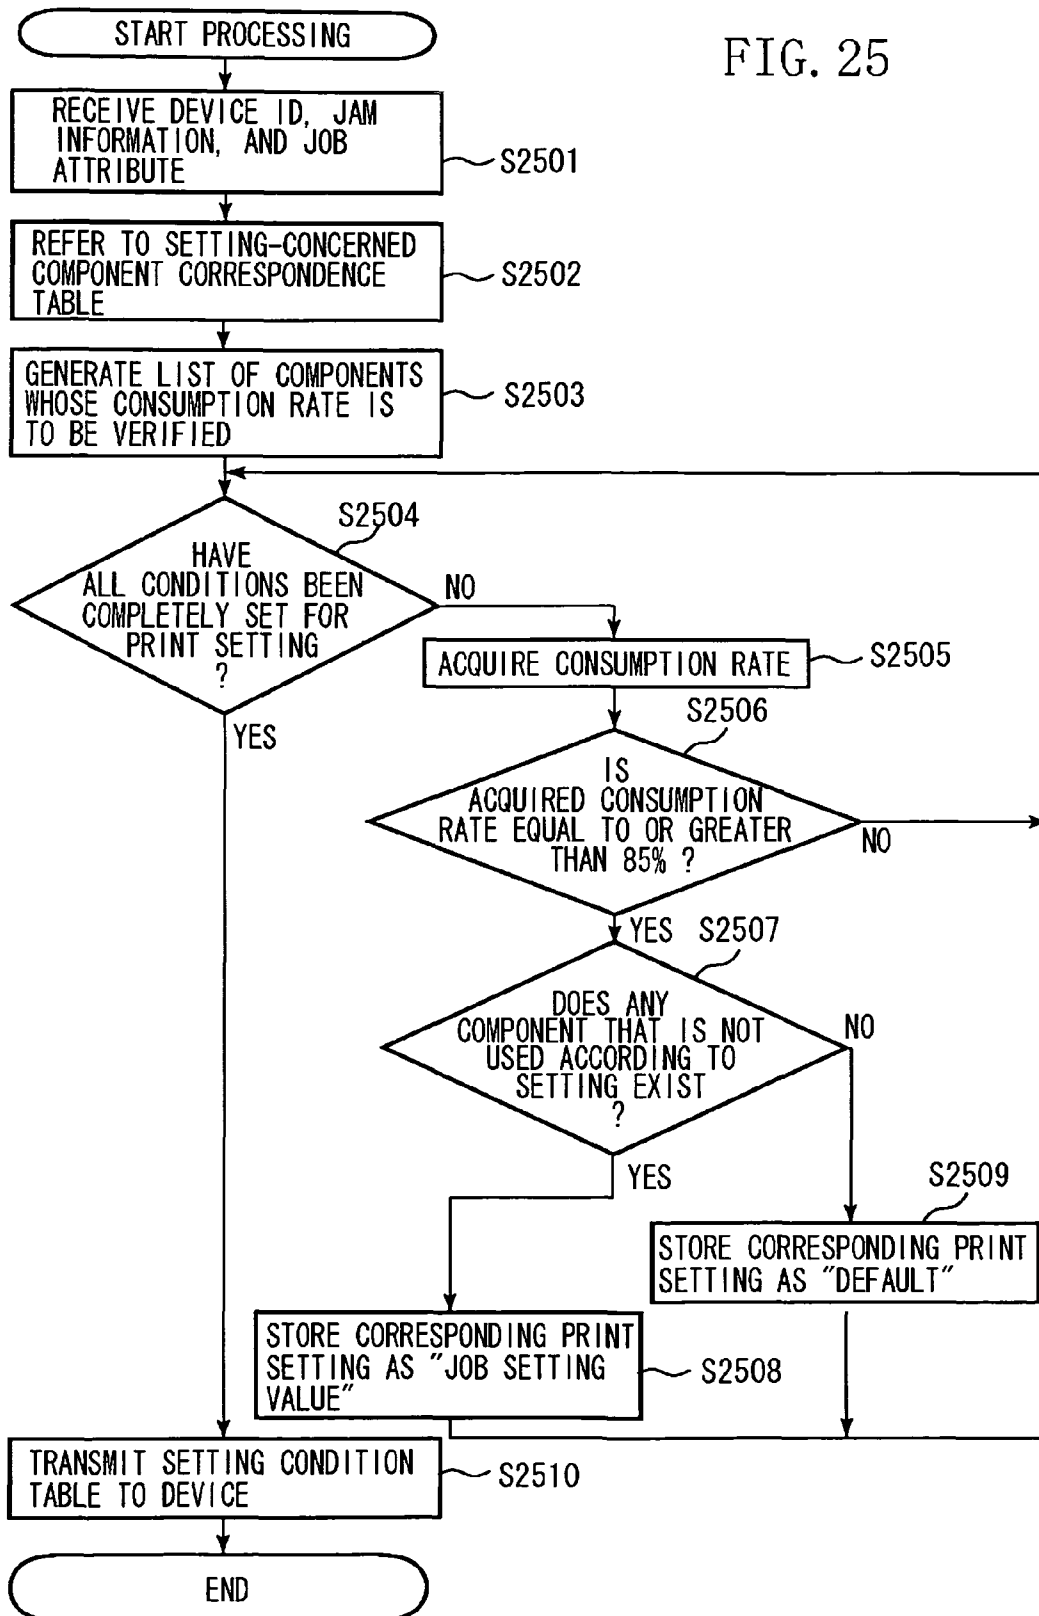 START PROCESSING
FIG. 25
RECEIVE DEVICE ID, JAM
INFORMATION, AND JOB
ATTRIBUTE
S2501
REFER TO SETTING-CONCERNED
COMPONENT CORRESPONDENCE
TABLE
S2502
GENERATE LIST OF COMPONENTS
WHOSE CONSUMPTION RATE IS
TO BE VERIFIED
S2503
S2504
HAVE
ALL CONDITIONS BEEN
COMPLETELY SET FOR
PRINT SETTING
?
NO
YES
ACQUIRE CONSUMPTION RATE
S2505
S2506
IS
ACQUIRED CONSUMPTION
RATE EQUAL TO OR GREATER
THAN 85% ?
NO
YES
S2507
DOES ANY
COMPONENT THAT IS NOT
USED ACCORDING TO
SETTING EXIST
?
NO
YES
S2509
STORE CORRESPONDING PRINT
SETTING AS "DEFAULT"
STORE CORRESPONDING PRINT
SETTING AS "JOB SETTING
VALUE"
S2508
TRANSMIT SETTING CONDITION
TABLE TO DEVICE
S2510
END